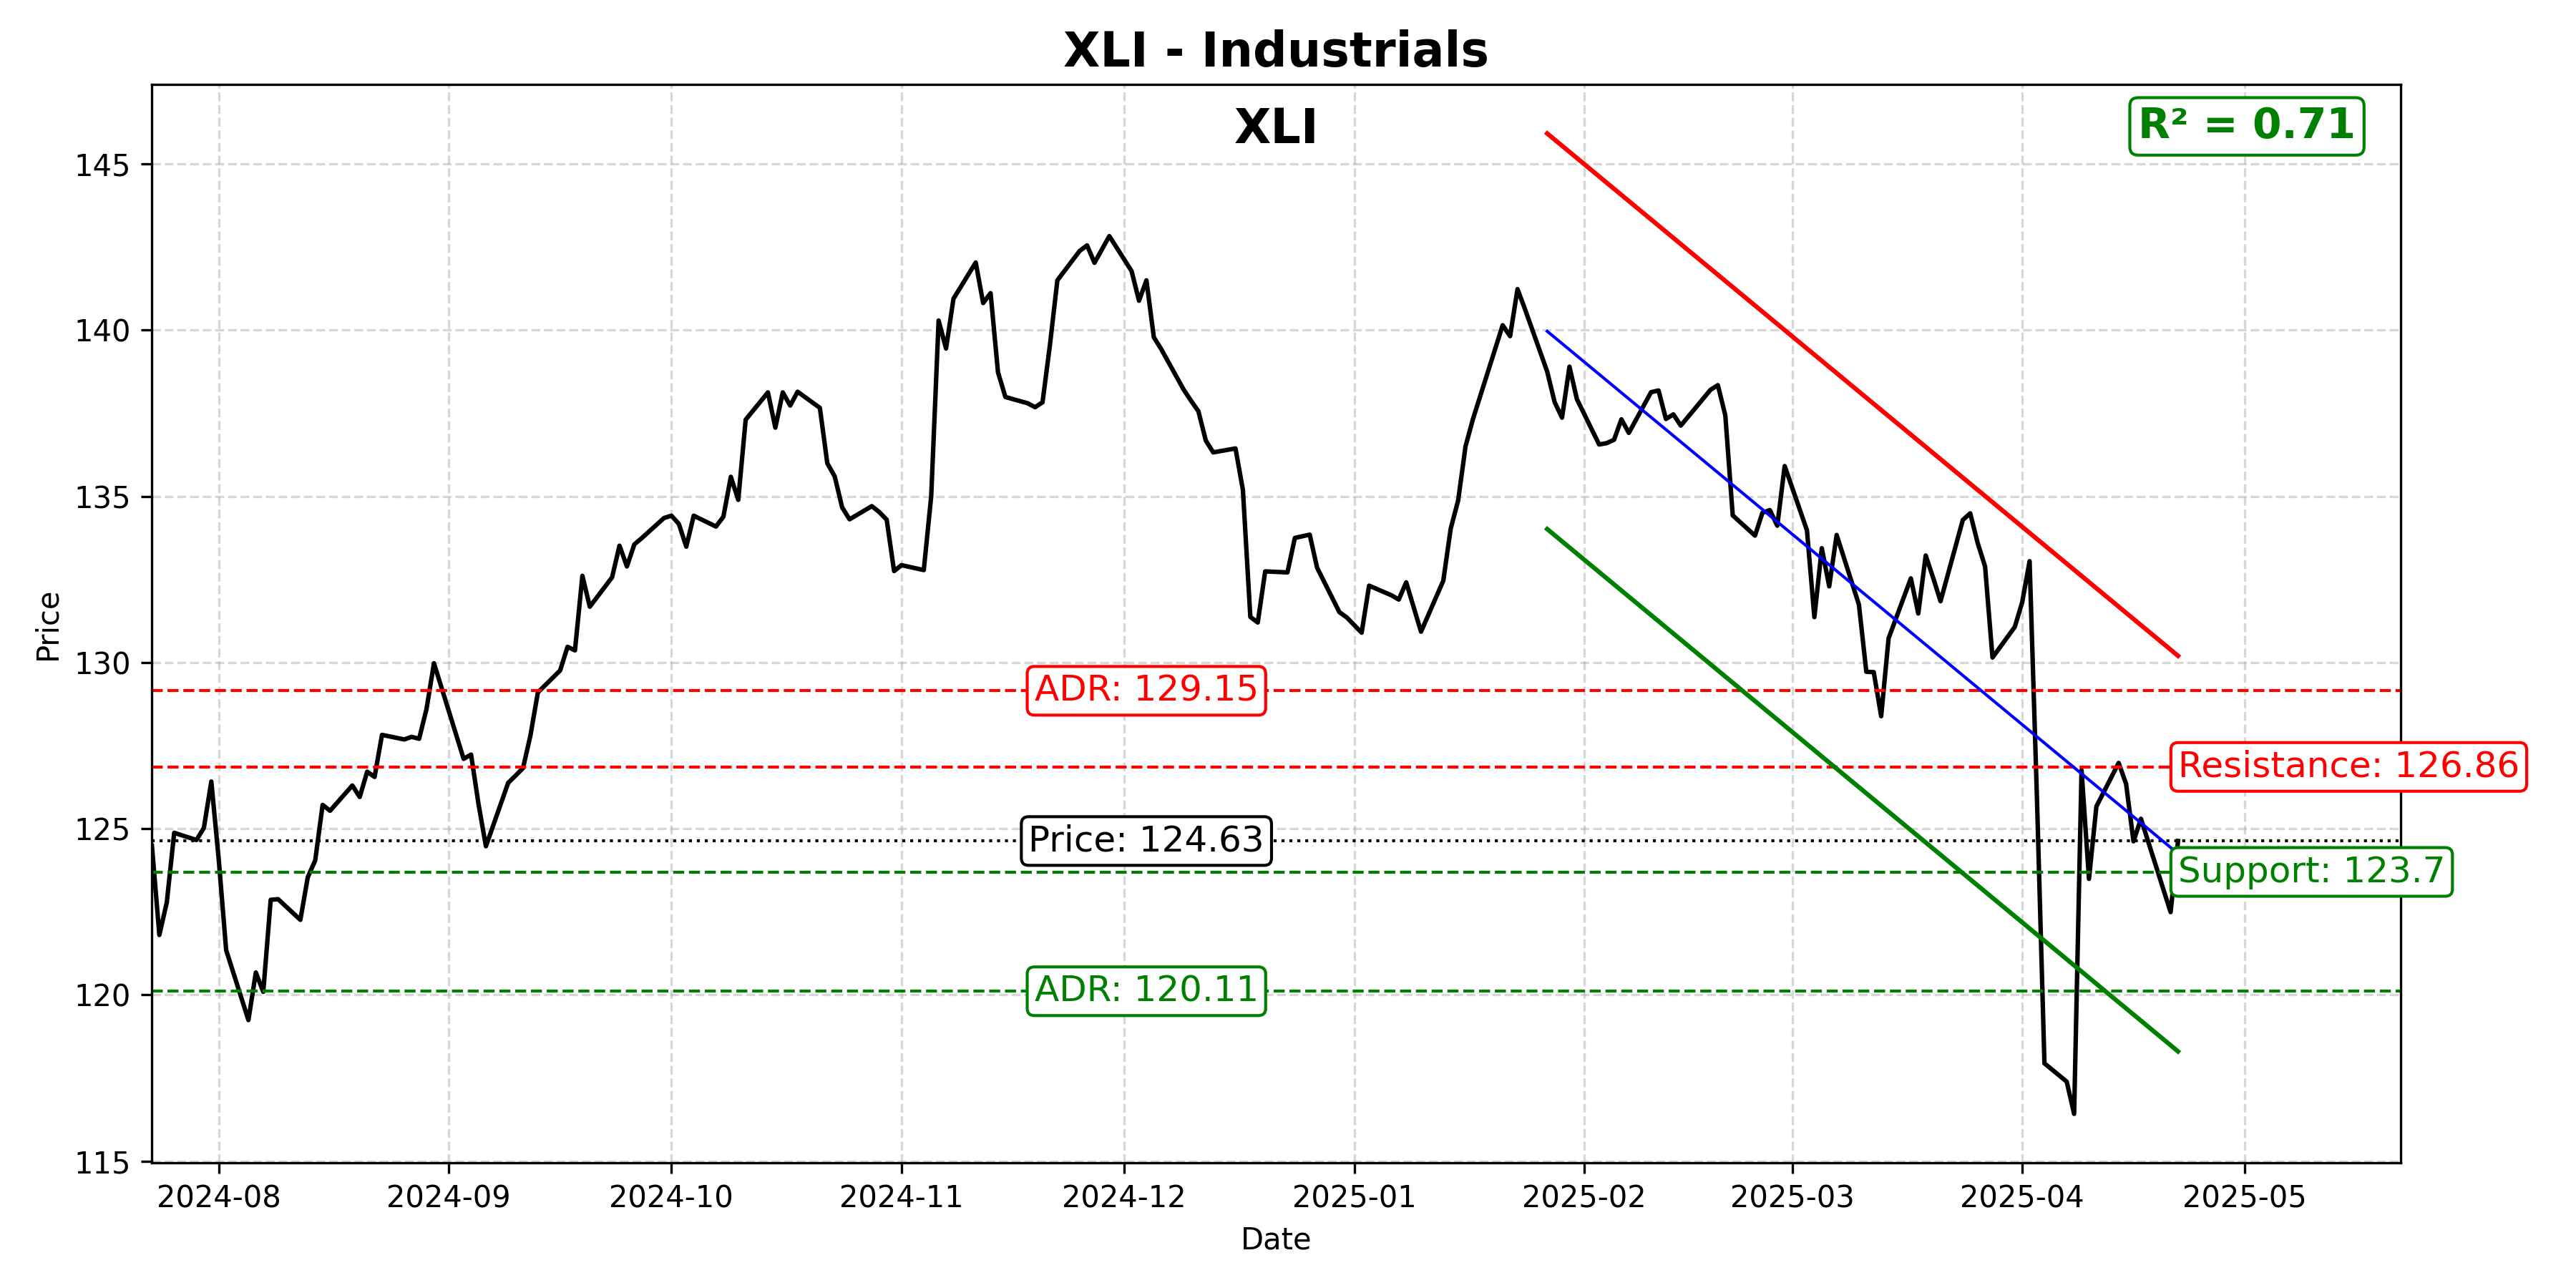 XLI - Industrials
XLI
R² = 0.71
145
140
135
130
125
120
115
Price
ADR: 129.15
Resistance: 126.86
Price: 124.63
Support: 123.7
ADR: 120.11
2024-08
2024-09
2024-10
2024-11
2024-12
2025-01
2025-02
2025-03
2025-04
2025-05
Date